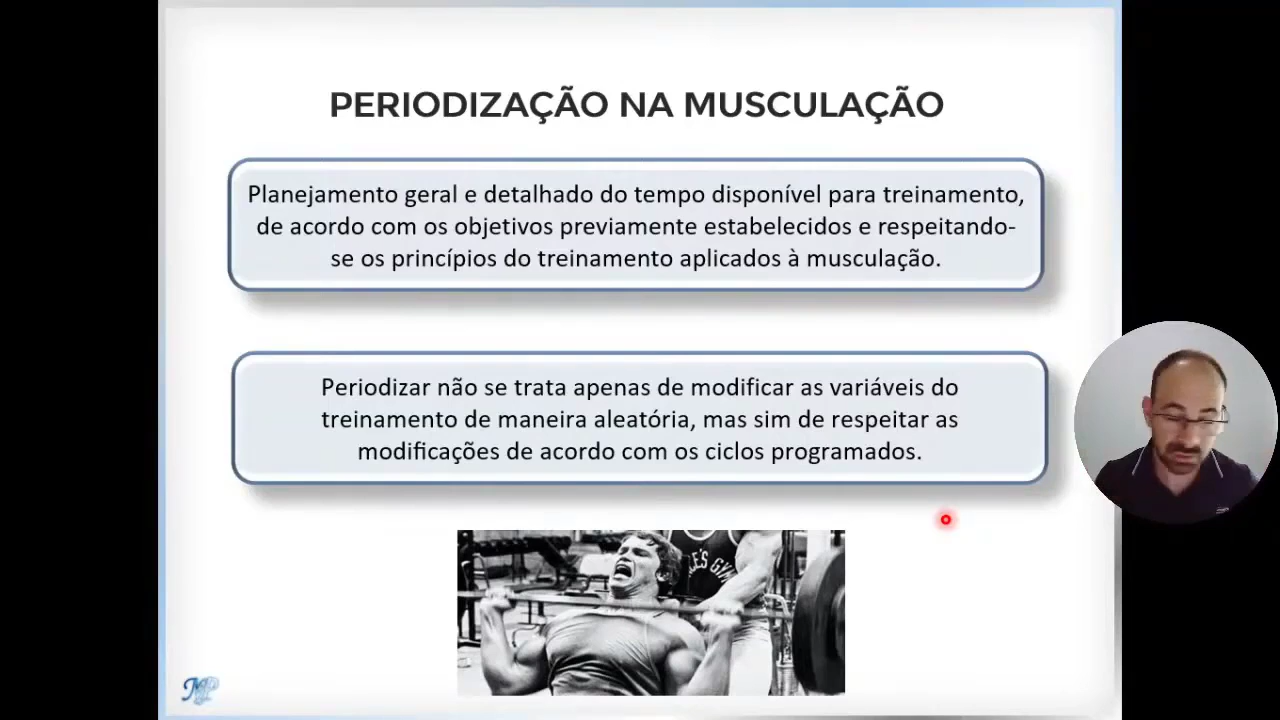 PERIODIZAÇÃO NA MUSCULAÇÃO
Planejamento geral e detalhado do tempo disponível para treinamento,
de acordo com os objetivos previamente estabelecidos e respeitando-
se os princípios do treinamento aplicados à musculação.
Periodizar não se trata apenas de modificar as variáveis do
treinamento de maneira aleatória, mas sim de respeitar as
modificações de acordo com os ciclos programados.